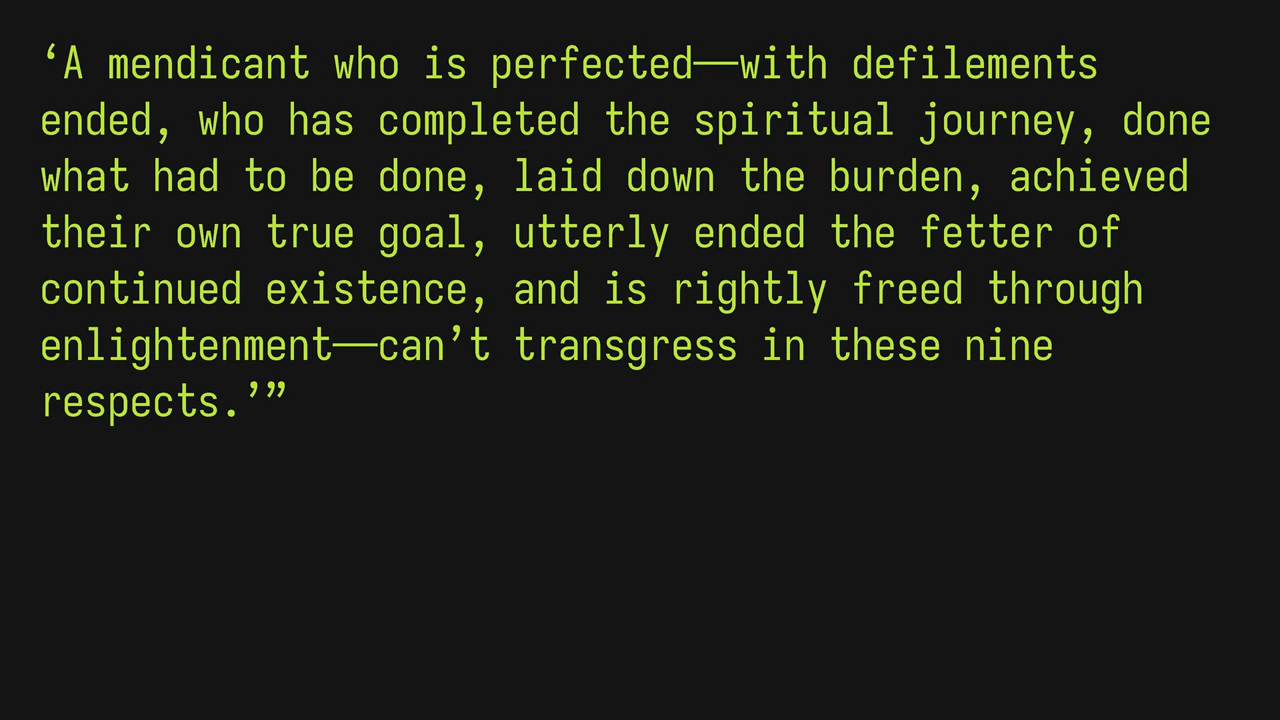 ‘A mendicant who is perfected—with defilements
ended, who has completed the spiritual journey, done
what had to be done, laid down the burden, achieved
their own true goal, utterly ended the fetter of
continued existence, and is rightly freed through
enlightenment—can’t transgress in these nine
respects.’”